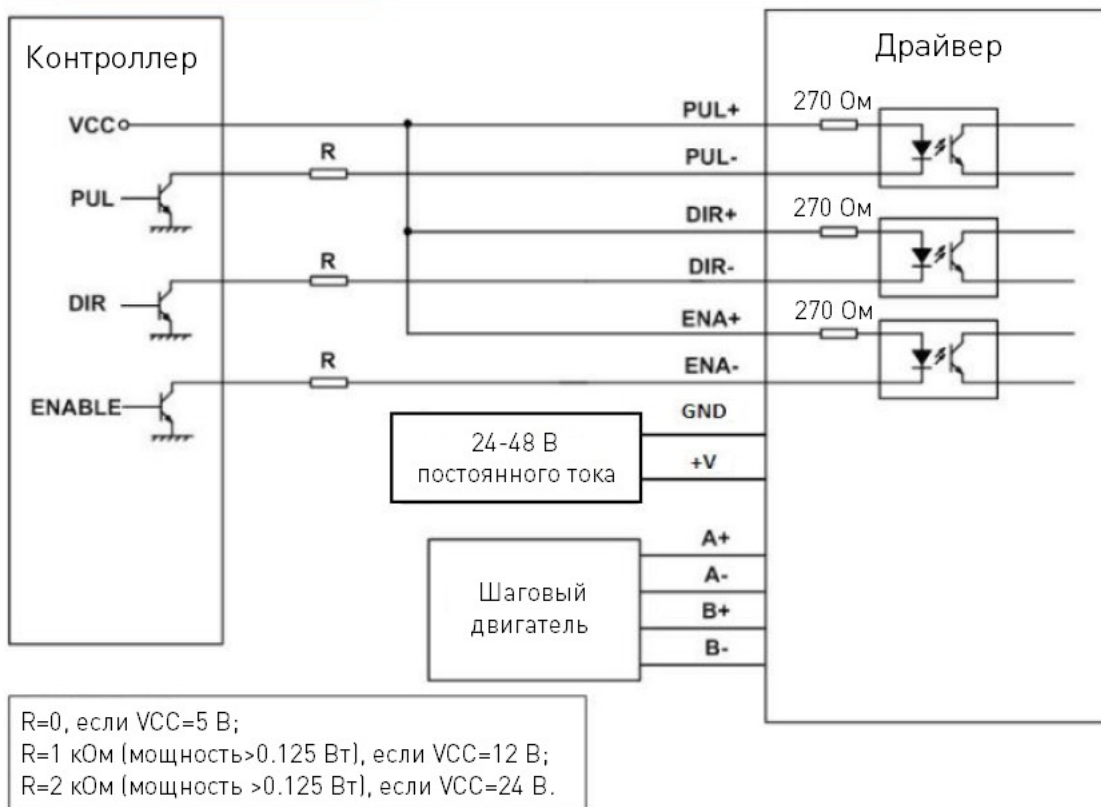 Контроллер
Драйвер
VCC
PUL+
270 Ом
R
PUL-
PUL
DIR+
270 Ом
R
DIR-
DIR
ENA+
270 Ом
R
ENA-
ENABLE
GND
24-48 В
постоянного тока
+V
Шаговый
двигатель
A+
A-
B+
B-
R=0, если VCC=5 В;
R=1 кОм (мощность>0.125 Вт), если VCC=12 В;
R=2 кОм (мощность >0.125 Вт), если VCC=24 В.